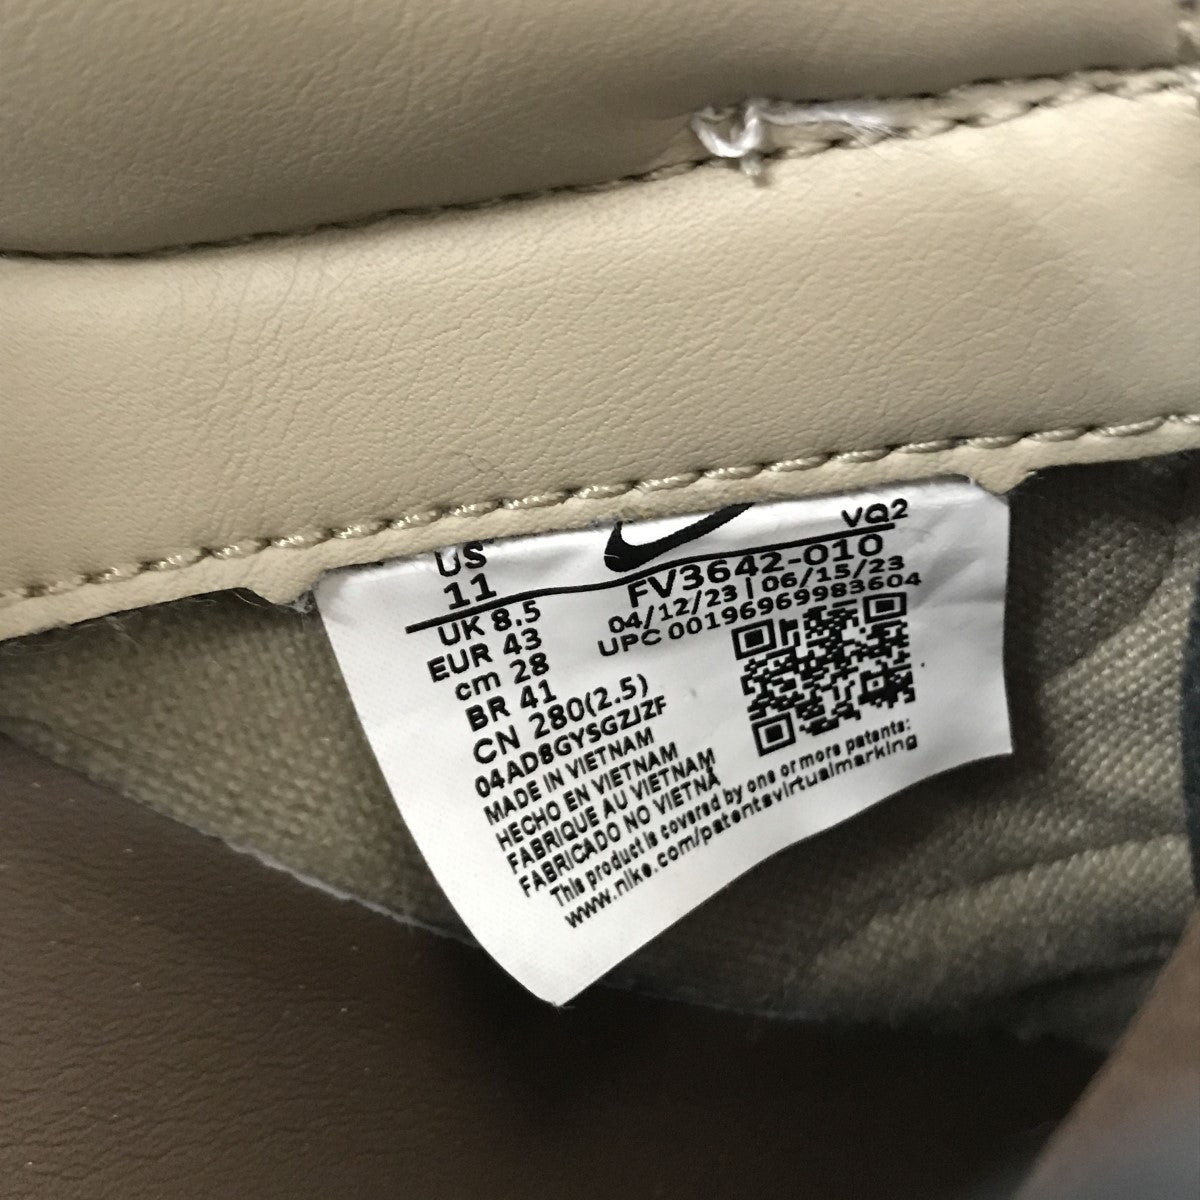 US
11
UK 8.5
EUR 43
cm 28
BR 41
CN 280(2.5)
04AD8GYSGZJZF
MADE IN VIETNAM
HECHO EN VIETNAM
FABRIQUE AU VIETNAM
FABRICADO NO VIETNÃ
This product is covered by one or more patents:
www.nike.com/patentsvirtualmarking
VQ2
FV3642-010
04/12/23 | 06/15/23
UPC 00196969983604